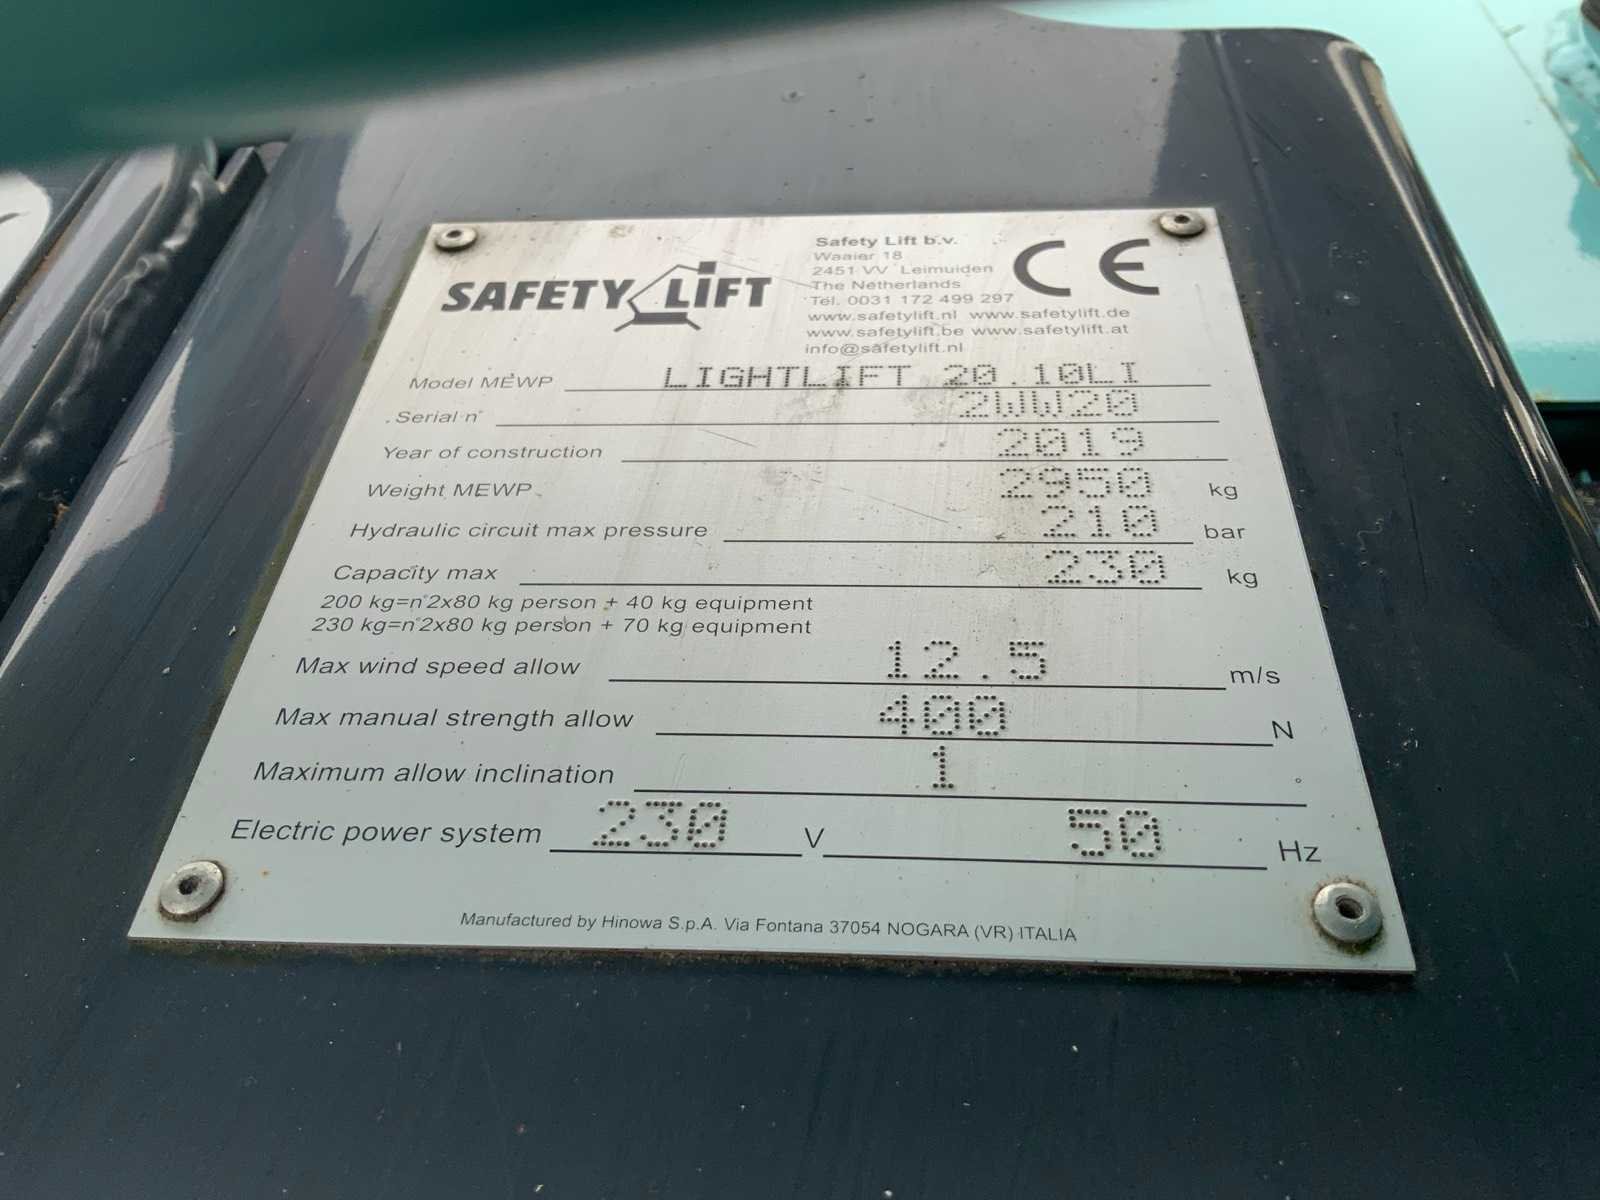 SAFETY LIFT
Safety Lift b.v.
Waaier 18
2451 VV Leimuiden
The Netherlands
Tel. 0031 172 499 297
www.safetylift.nl www.safetylift.de
www.safetylift.be www.safetylift.at
info@safetylift.nl
CE
Model MEWP LIGHTLIFT 20.10LI
Serial n° 2WW20
Year of construction 2019
Weight MEWP 2950 kg
Hydraulic circuit max pressure 210 bar
Capacity max 230 kg
200 kg=n°2x80 kg person + 40 kg equipment
230 kg=n°2x80 kg person + 70 kg equipment
Max wind speed allow 12.5 m/s
Max manual strength allow 400 N
Maximum allow inclination 1 °
Electric power system 230 V 50 Hz
Manufactured by Hinowa S.p.A. Via Fontana 37054 NOGARA (VR) ITALIA